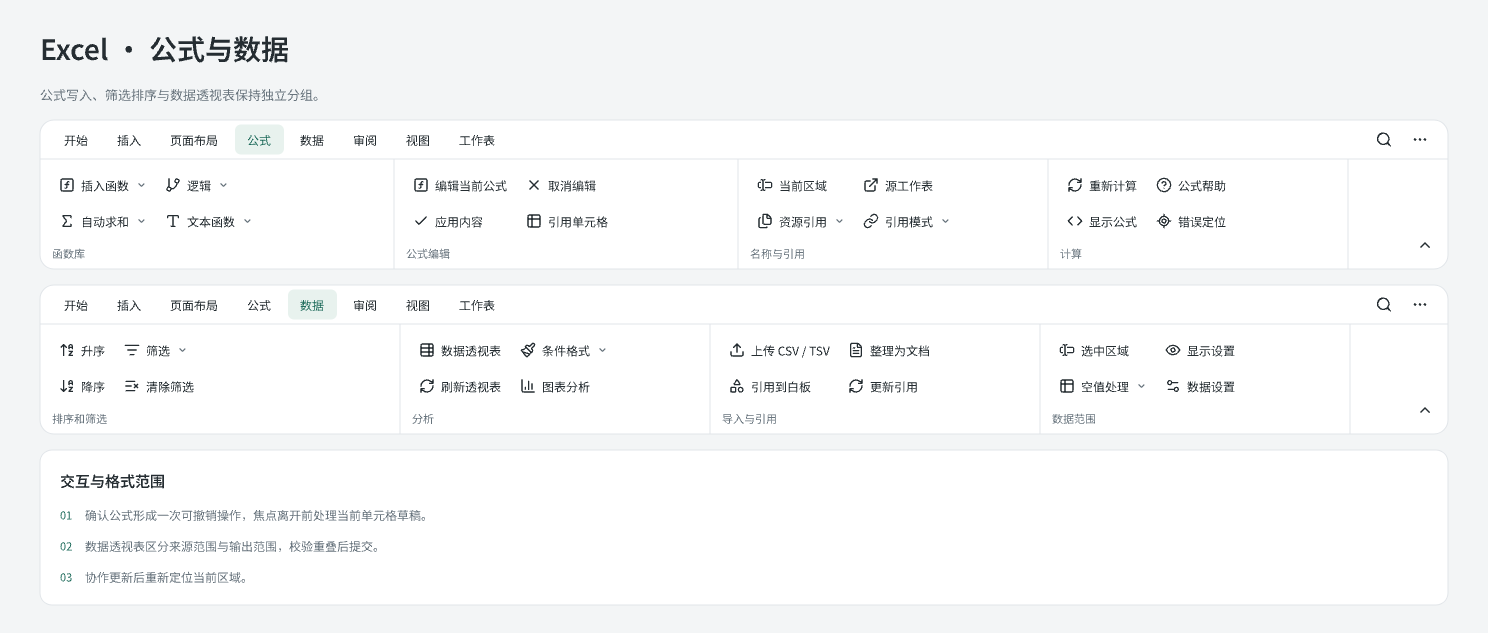 Excel · 公式与数据
公式写入、筛选排序与数据透视表保持独立分组。
开始 插入 页面布局 公式 数据 审阅 视图 工作表
插入函数 逻辑 编辑当前公式 取消编辑 当前区域 源工作表 重新计算 公式帮助
自动求和 文本函数 应用内容 引用单元格 资源引用 引用模式 显示公式 错误定位
函数库 公式编辑 名称与引用 计算
开始 插入 页面布局 公式 数据 审阅 视图 工作表
升序 筛选 数据透视表 条件格式 上传 CSV / TSV 整理为文档 选中区域 显示设置
降序 清除筛选 刷新透视表 图表分析 引用到白板 更新引用 空值处理 数据设置
排序和筛选 分析 导入与引用 数据范围
交互与格式范围
01 确认公式形成一次可撤销操作，焦点离开前处理当前单元格草稿。
02 数据透视表区分来源范围与输出范围，校验重叠后提交。
03 协作更新后重新定位当前区域。